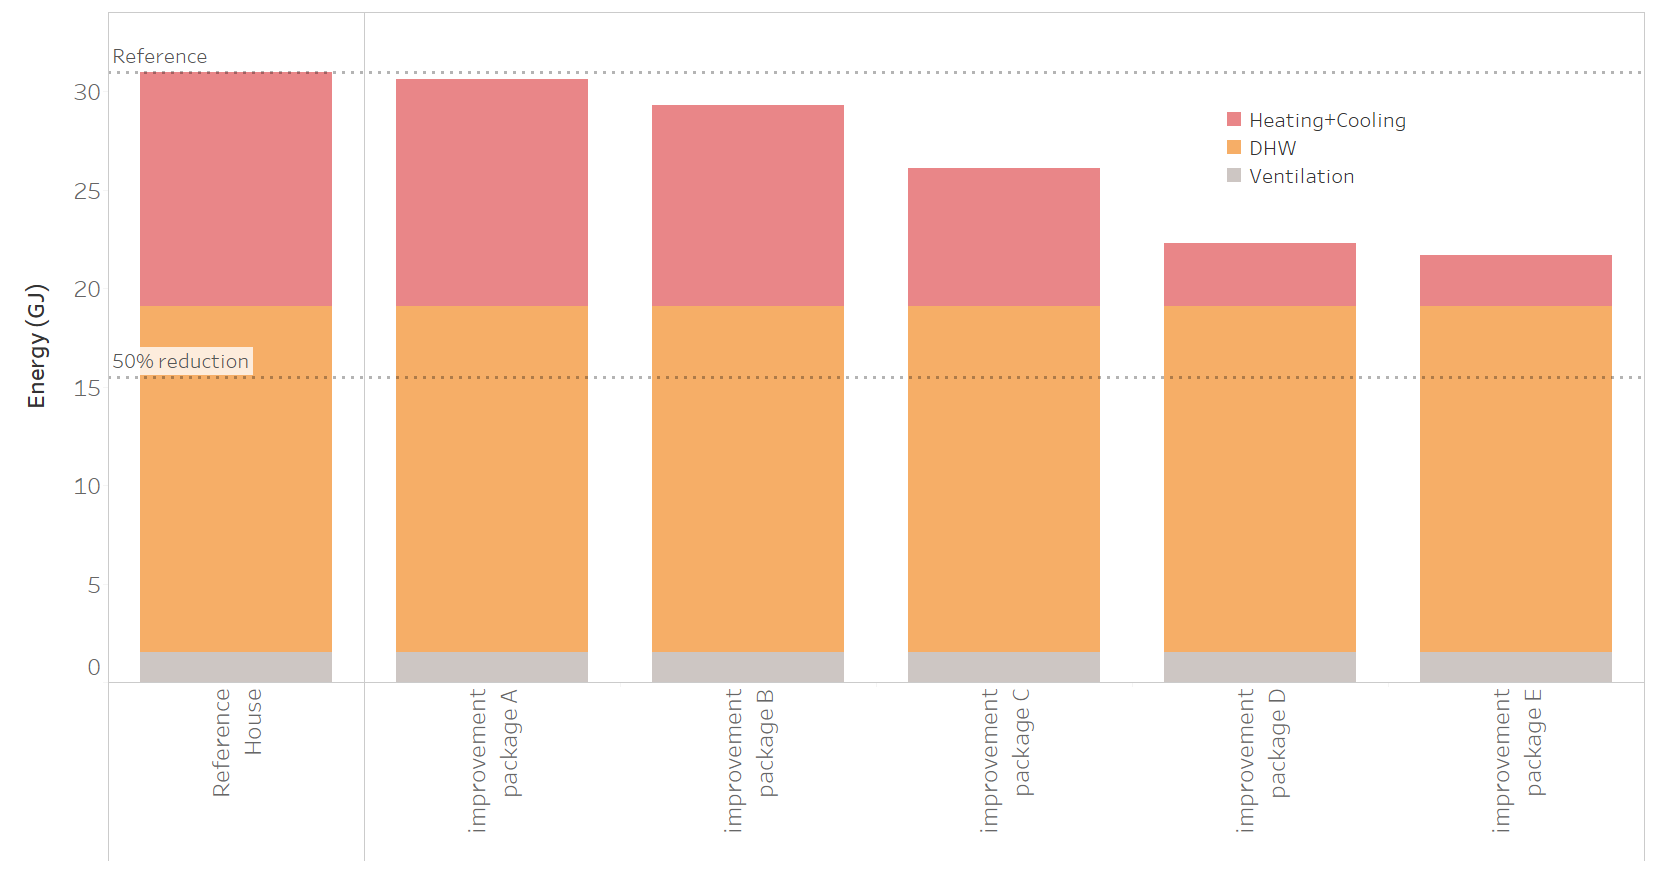 Reference
30
25
20
15
10
5
0
Energy (GJ)
50% reduction
Heating+Cooling
DHW
Ventilation
Reference
House
improvement
package A
improvement
package B
improvement
package C
improvement
package D
improvement
package E